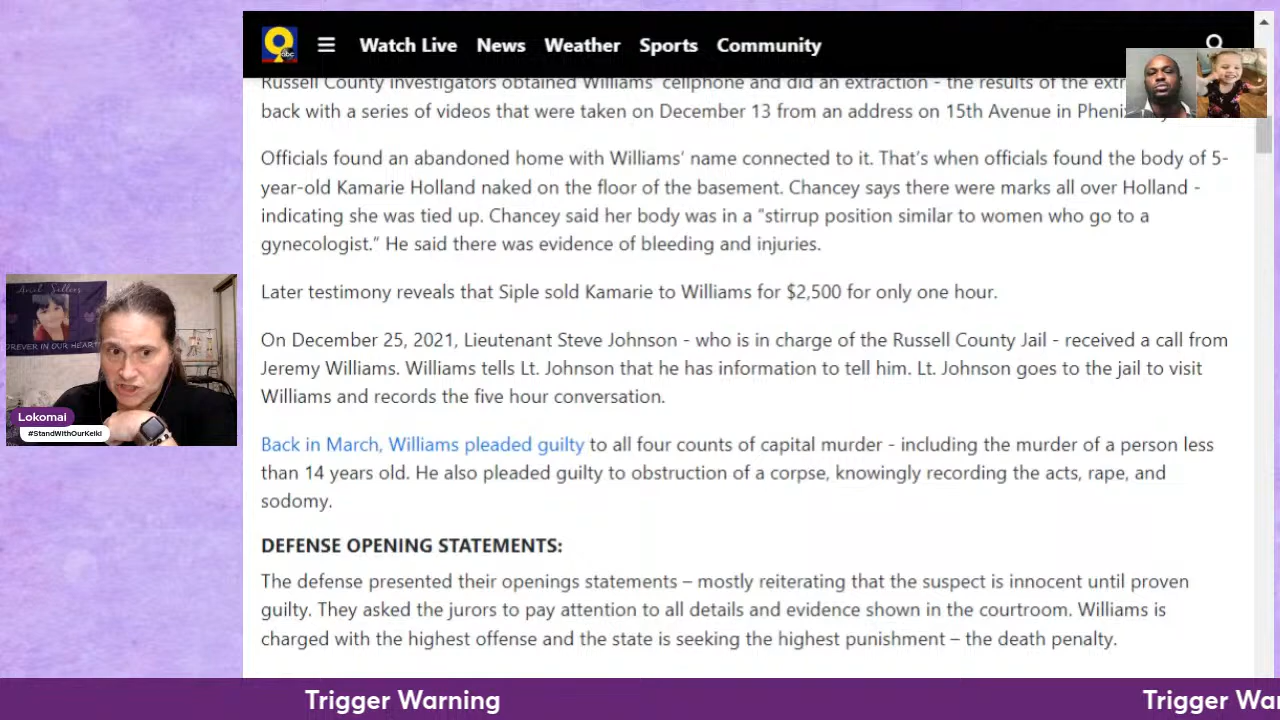 9 abc
Watch Live News Weather Sports Community
Russell County investigators obtained Williams' cellphone and did an extraction - the results of the
back with a series of videos that were taken on December 13 from an address on 15th Avenue in
Officials found an abandoned home with Williams' name connected to it. That's when officials found the body of 5-
year-old Kamarie Holland naked on the floor of the basement. Chancey says there were marks all over Holland -
indicating she was tied up. Chancey said her body was in a “stirrup position similar to women who go to a
gynecologist.” He said there was evidence of bleeding and injuries.
Later testimony reveals that Siple sold Kamarie to Williams for $2,500 for only one hour.
On December 25, 2021, Lieutenant Steve Johnson - who is in charge of the Russell County Jail - received a call from
Jeremy Williams. Williams tells Lt. Johnson that he has information to tell him. Lt. Johnson goes to the jail to visit
Williams and records the five hour conversation.
Back in March, Williams pleaded guilty to all four counts of capital murder - including the murder of a person less
than 14 years old. He also pleaded guilty to obstruction of a corpse, knowingly recording the acts, rape, and
sodomy.
DEFENSE OPENING STATEMENTS:
The defense presented their openings statements – mostly reiterating that the suspect is innocent until proven
guilty. They asked the jurors to pay attention to all details and evidence shown in the courtroom. Williams is
charged with the highest offense and the state is seeking the highest punishment – the death penalty.
FOREVER IN OUR HEART
Lokomai
#StandWithOurKeiki
Trigger Warning
Trigger